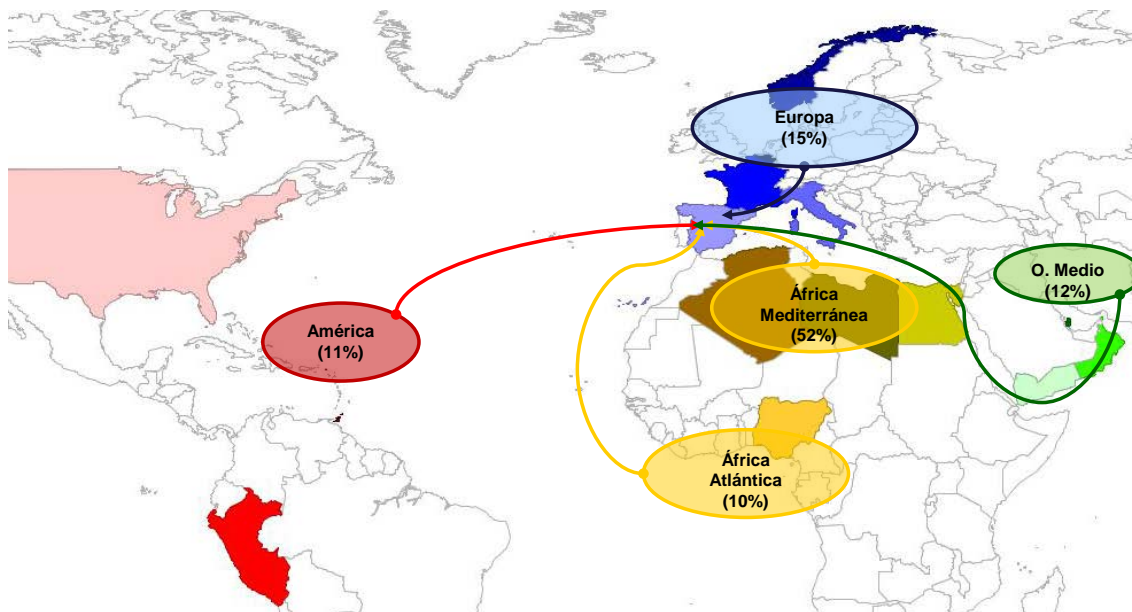 Europa
(15%)
O. Medio
(12%)
África
Mediterránea
(52%)
América
(11%)
África
Atlántica
(10%)